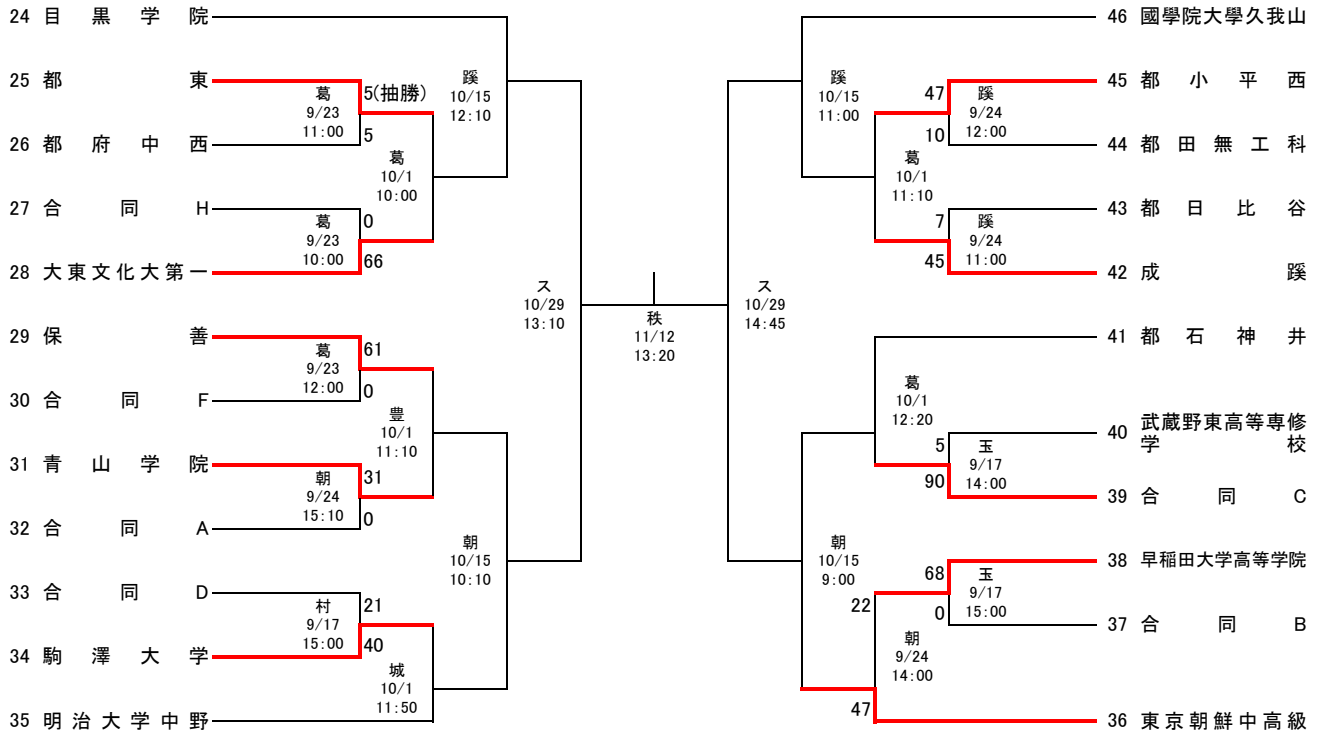 24 目黒学院
25 都東
葛
9/23
11:00
5(抽勝)
5
26 都府中西
蹊
10/15
12:10
葛
10/1
10:00
27 合同H
葛
9/23
10:00
0
66
28 大東文化大第一
ス
10/29
13:10
29 保善
葛
9/23
12:00
61
0
30 合同F
豊
10/1
11:10
31 青山学院
朝
9/24
15:10
31
0
32 合同A
朝
10/15
10:10
33 合同D
村
9/17
15:00
21
40
34 駒澤大学
城
10/1
11:50
35 明治大学中野
秩
11/12
13:20
46 國學院大學久我山
蹊
10/15
11:00
45 都小平西
47
10
蹊
9/24
12:00
44 都田無工科
葛
10/1
11:10
43 都日比谷
7
45
蹊
9/24
11:00
42 成蹊
ス
10/29
14:45
41 都石神井
葛
10/1
12:20
40 武蔵野東高等専修
学校
5
90
玉
9/17
14:00
39 合同C
朝
10/15
9:00
38 早稲田大学高等学院
68
0
玉
9/17
15:00
37 合同B
22
47
朝
9/24
14:00
36 東京朝鮮中高級